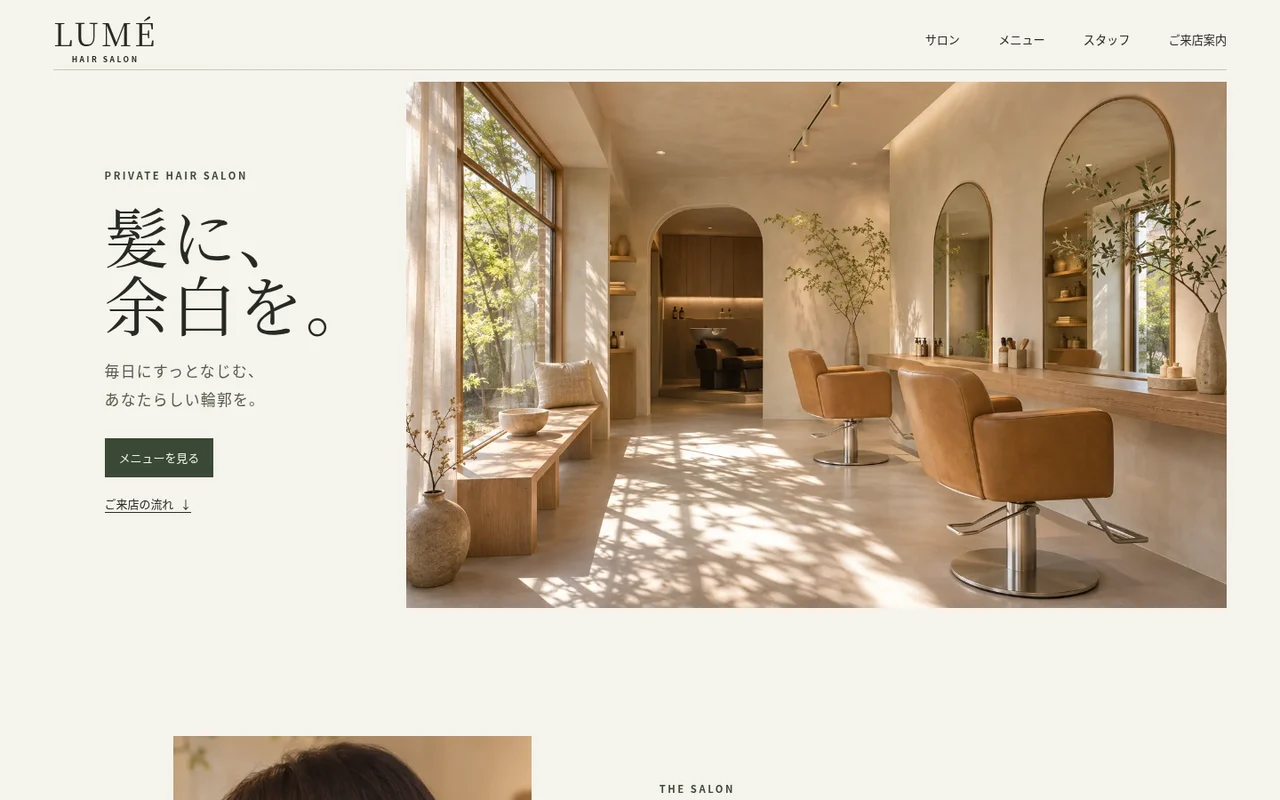 LUMÉ
HAIR SALON
サロン
メニュー
スタッフ
ご来店案内
PRIVATE HAIR SALON
髪に、
余白を。
毎日にすっとなじむ、
あなたらしい輪郭を。
メニューを見る
ご来店の流れ ↓
THE SALON